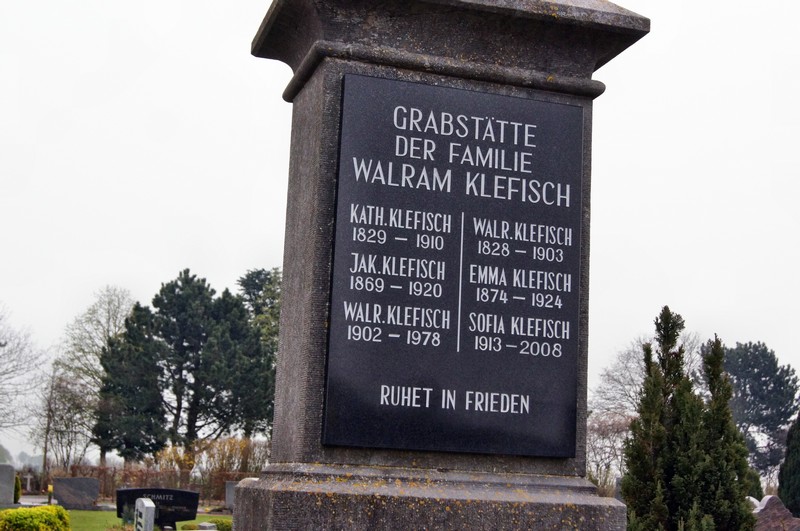 GRABSTÄTTE
DER FAMILIE
WALRAM KLEFISCH
KATH. KLEFISCH
1829 – 1910
WALR. KLEFISCH
1828 – 1903
JAK. KLEFISCH
1869 – 1920
EMMA KLEFISCH
1874 – 1924
WALR. KLEFISCH
1902 – 1978
SOFIA KLEFISCH
1913 – 2008
RUHET IN FRIEDEN
SCHMITZ